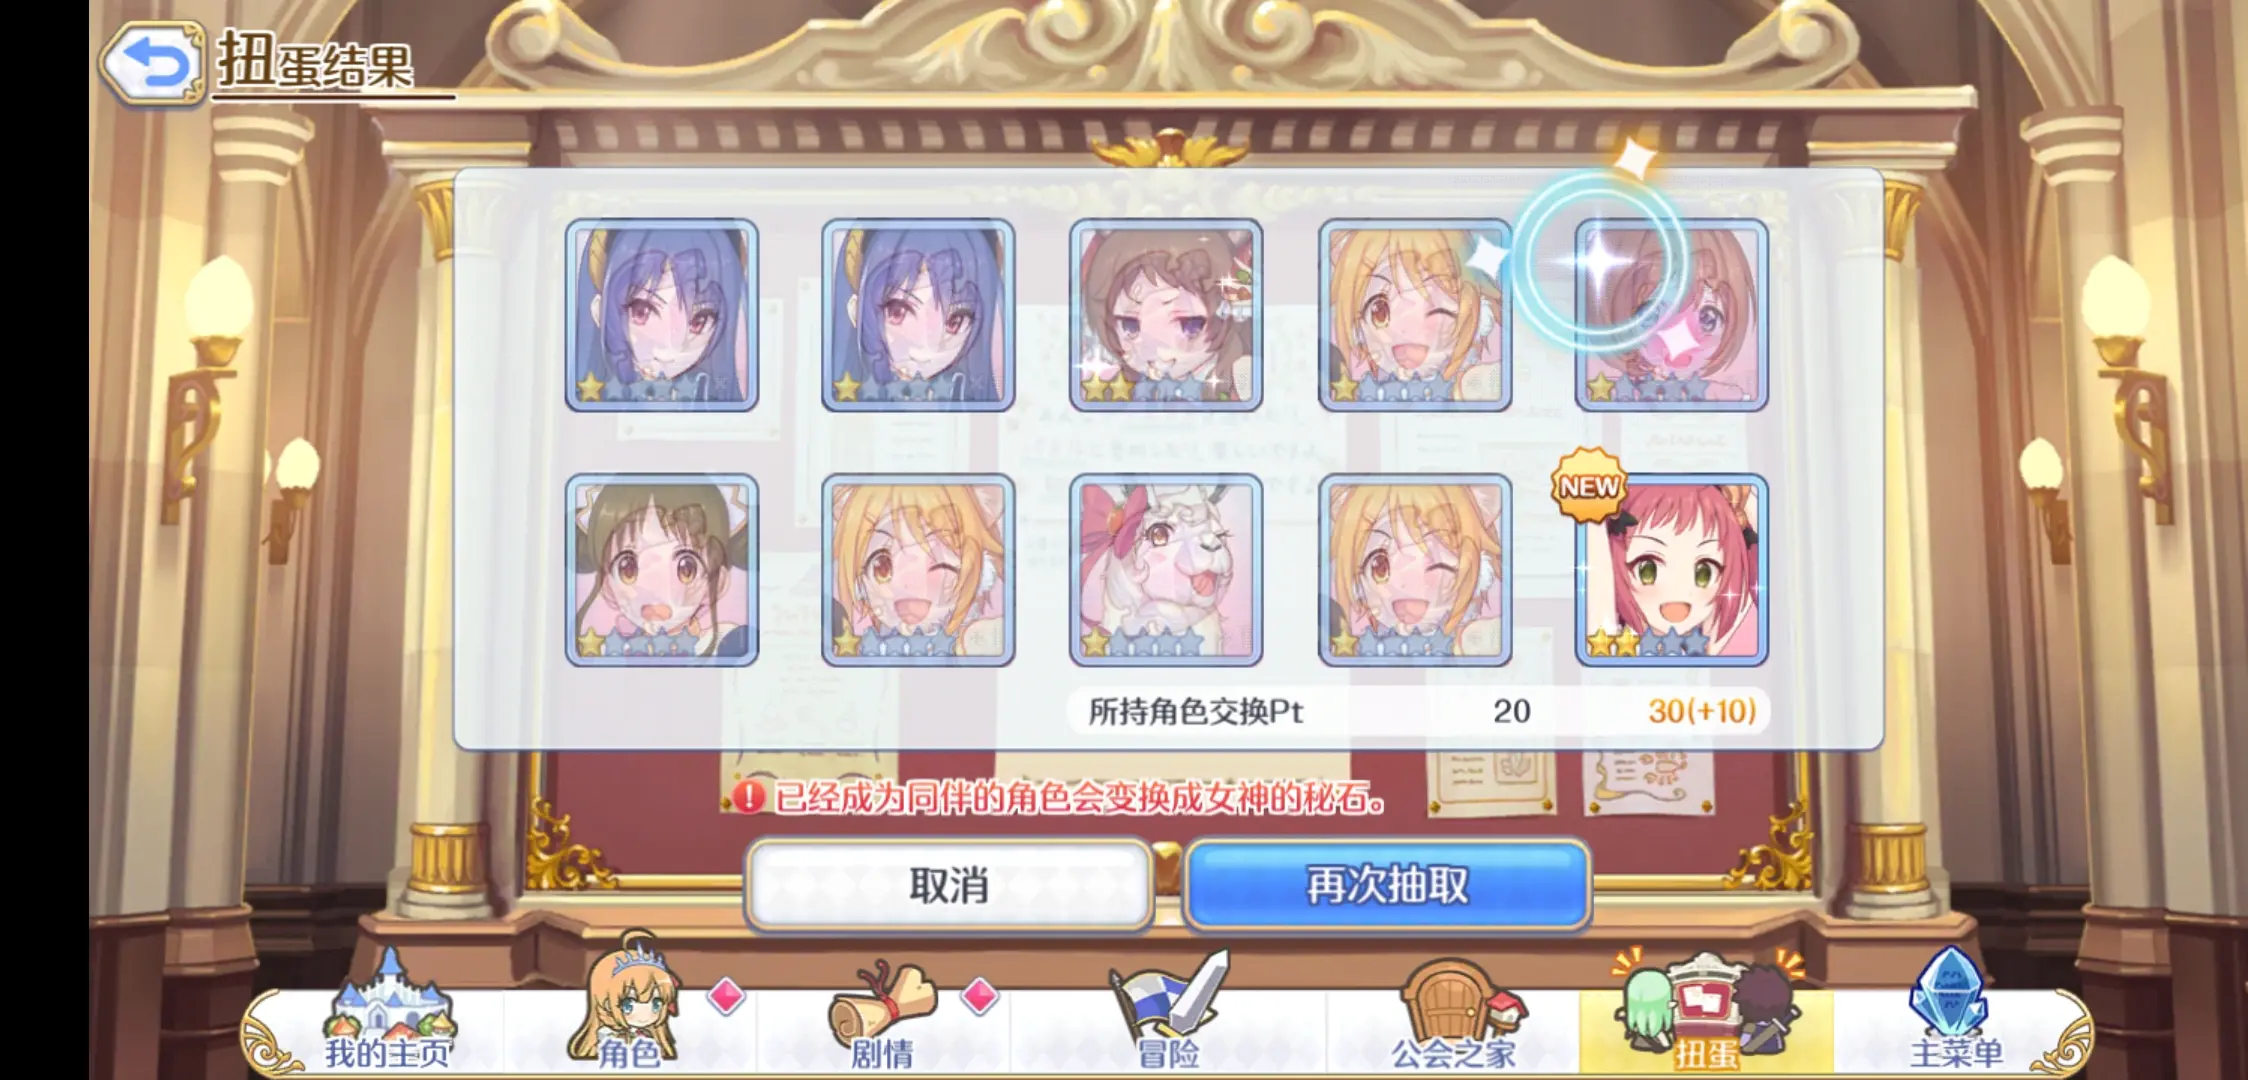 扭蛋结果
NEW
所持角色交换Pt 20 30(+10)
已经成为同伴的角色会变换成女神的秘石。
取消
再次抽取
我的主页
角色
剧情
冒险
公会之家
扭蛋
主菜单